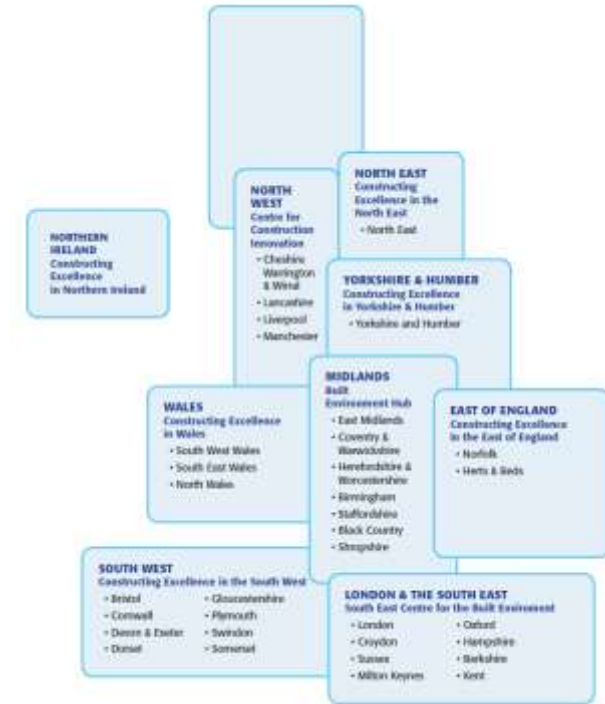 NORTH EAST
Constructing
Excellence in the
North East
• North East
NORTH
WEST
Centre for
Construction
Innovation
• Cheshire
Warrington
& Wirral
• Lancashire
• Liverpool
• Manchester
NORTHERN
IRELAND
Constructing
Excellence
in Northern Ireland
YORKSHIRE & HUMBER
Constructing Excellence
in Yorkshire & Humber
• Yorkshire and Humber
MIDLANDS
Built
Environment Hub
• East Midlands
• Coventry &
Warwickshire
• Herefordshire &
Worcestershire
• Birmingham
• Staffordshire
• Black Country
• Shropshire
WALES
Constructing Excellence
in Wales
• South West Wales
• South East Wales
• North Wales
EAST OF ENGLAND
Constructing Excellence
in the East of England
• Norfolk
• Herts & Beds
SOUTH WEST
Constructing Excellence in the South West
• Bristol
• Cornwall
• Devon & Exeter
• Dorset
• Gloucestershire
• Plymouth
• Swindon
• Somerset
LONDON & THE SOUTH EAST
South East Centre for the Built Enviroment
• London
• Croydon
• Sussex
• Milton Keynes
• Oxford
• Hampshire
• Berkshire
• Kent